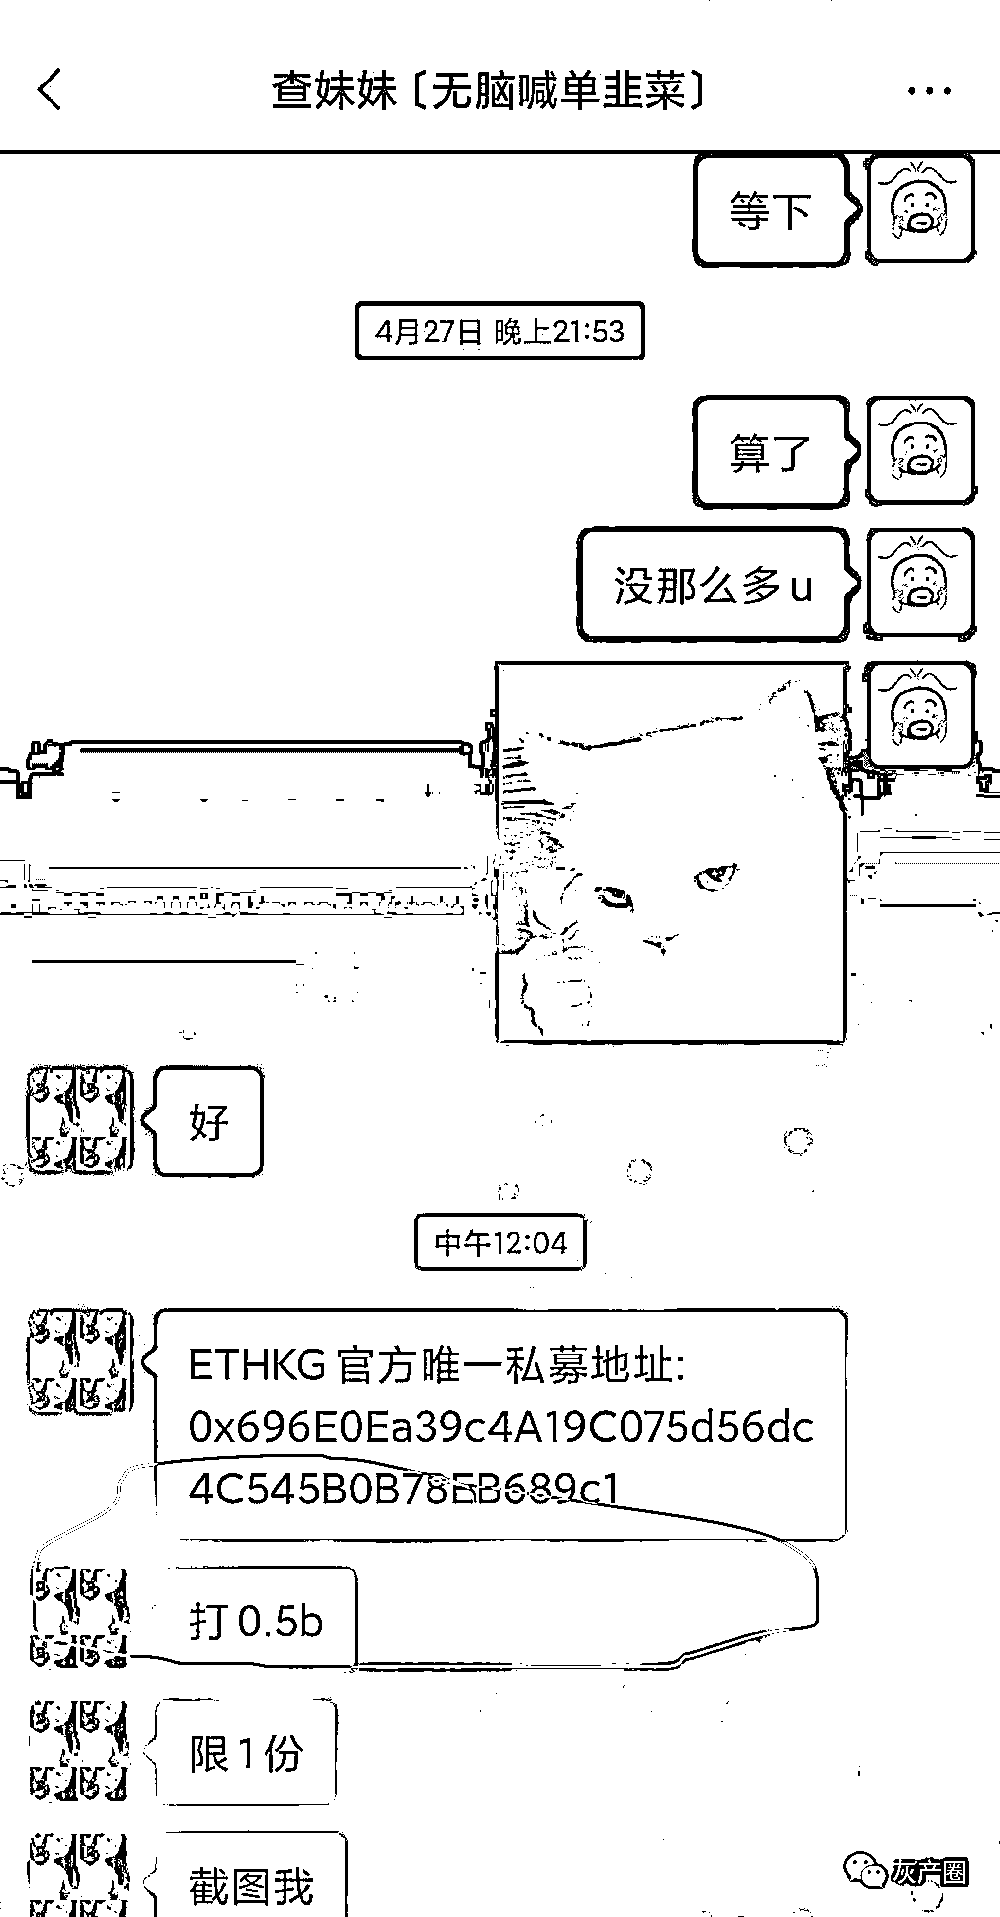 查妹妹〔无脑喊单韭菜〕
等下
4月27日 晚上21:53
算了
没那么多u
好
中午12:04
ETHKG 官方唯一私募地址:
0x696E0Ea39c4A19C075d56dc
4C545B0B78EB689c1
打 0.5b
限 1 份
截图我
灰产圈